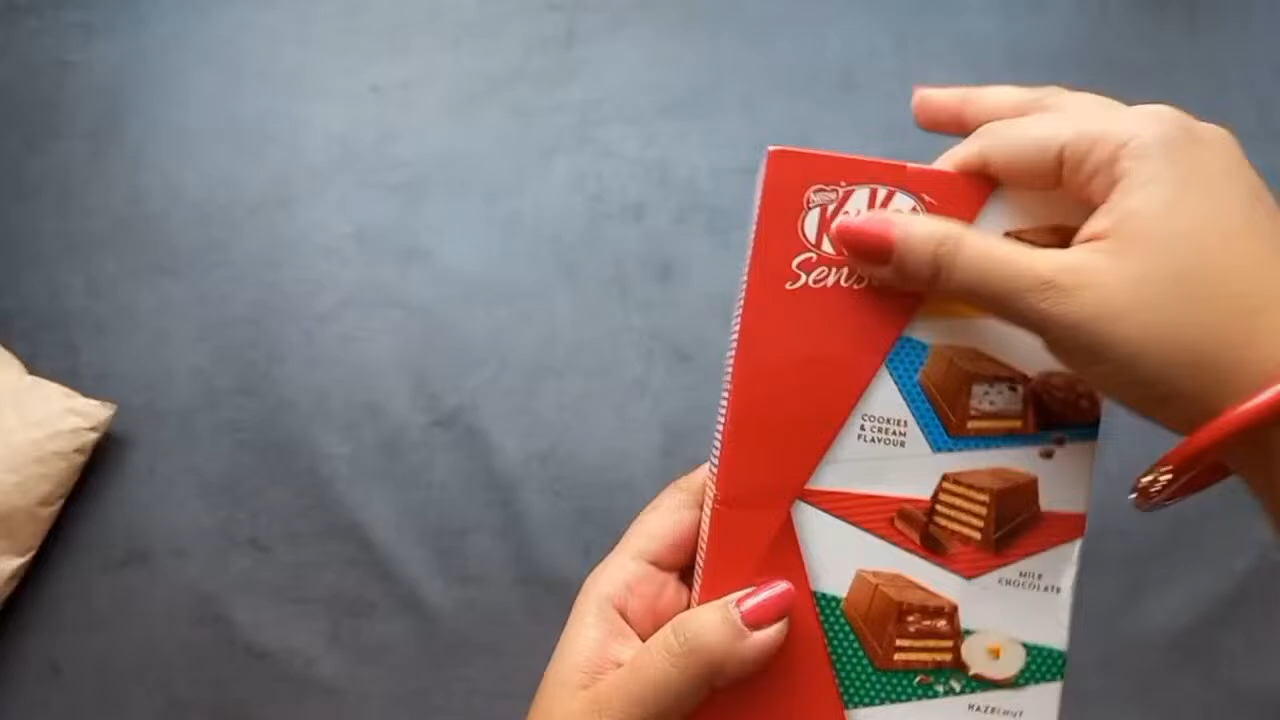 Nestlé
COOKIES
& CREAM
FLAVOUR
MILK
CHOCOLATE
HAZELNUT